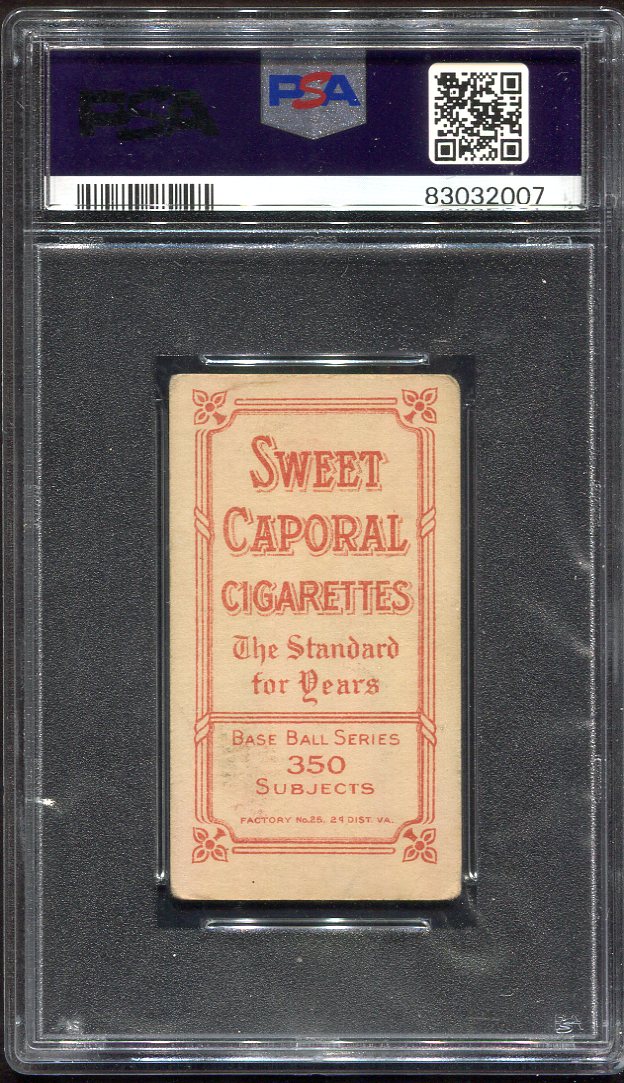 PSA
PSA
83032007
SWEET
CAPORAL
CIGARETTES
The Standard
for Years
BASE BALL SERIES
350
SUBJECTS
FACTORY No.25, 2d DIST. VA.